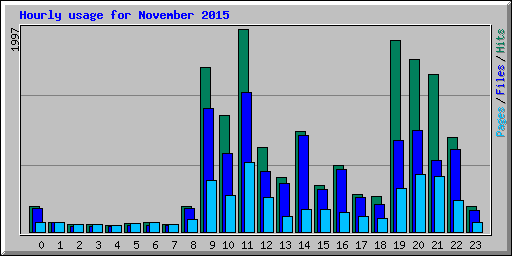 Hourly usage for November 2015
1997
Pages / Files / Hits
0 1 2 3 4 5 6 7 8 9 10 11 12 13 14 15 16 17 18 19 20 21 22 23